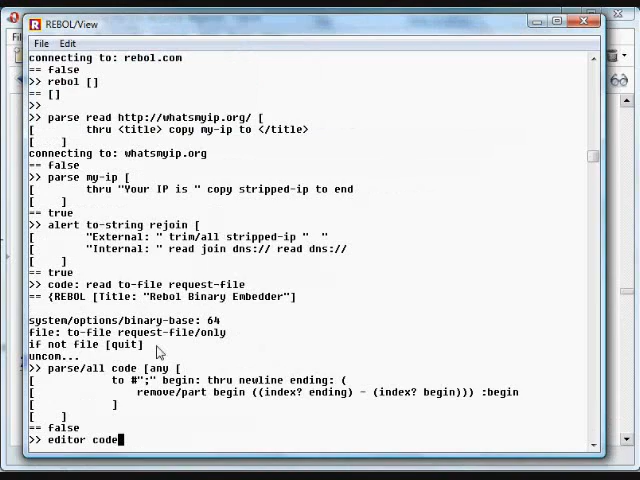 REBOL/View
File Edit
connecting to: rebol.com
== false
>> rebol []
== []
>>
>> parse read http://whatsmyip.org/ [
[ thru <title> copy my-ip to </title>
[ ]
connecting to: whatsmyip.org
== false
>> parse my-ip [
[ thru "Your IP is " copy stripped-ip to end
[ ]
== true
>> alert to-string rejoin [
[ "External: " trim/all stripped-ip " "
[ "Internal: " read join dns:// read dns://
[ ]
== true
>> code: read to-file request-file
== {REBOL [Title: "Rebol Binary Embedder"]
system/options/binary-base: 64
file: to-file request-file/only
if not file [quit]
uncom...
>> parse/all code [any [
[ to #";" begin: thru newline ending: (
[ remove/part begin ((index? ending) - (index? begin))) :begin
[ ]
[ ]
== false
>> editor code